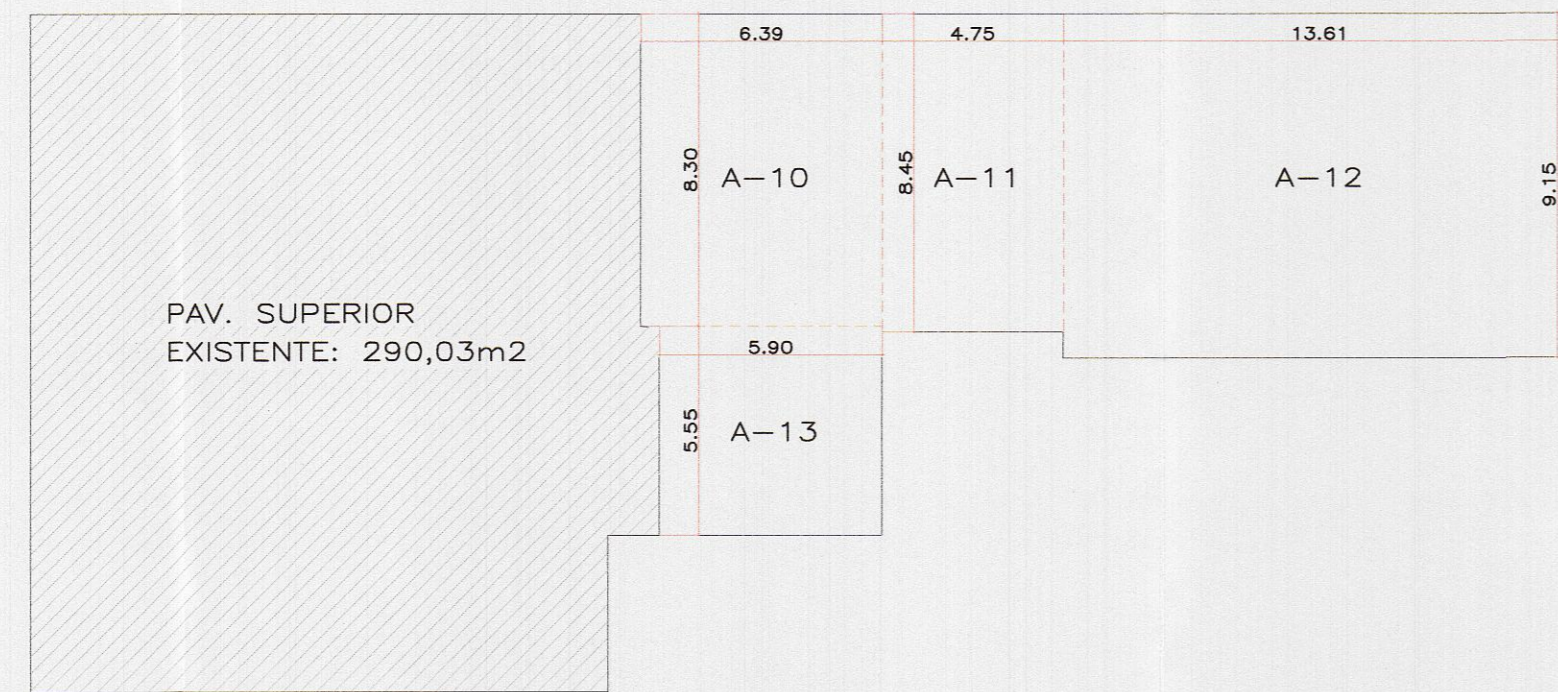 6.39 4.75 13.61
8.30 A-10 8.45 A-11 A-12 9.15
PAV. SUPERIOR
EXISTENTE: 290,03m2
5.90
5.55 A-13